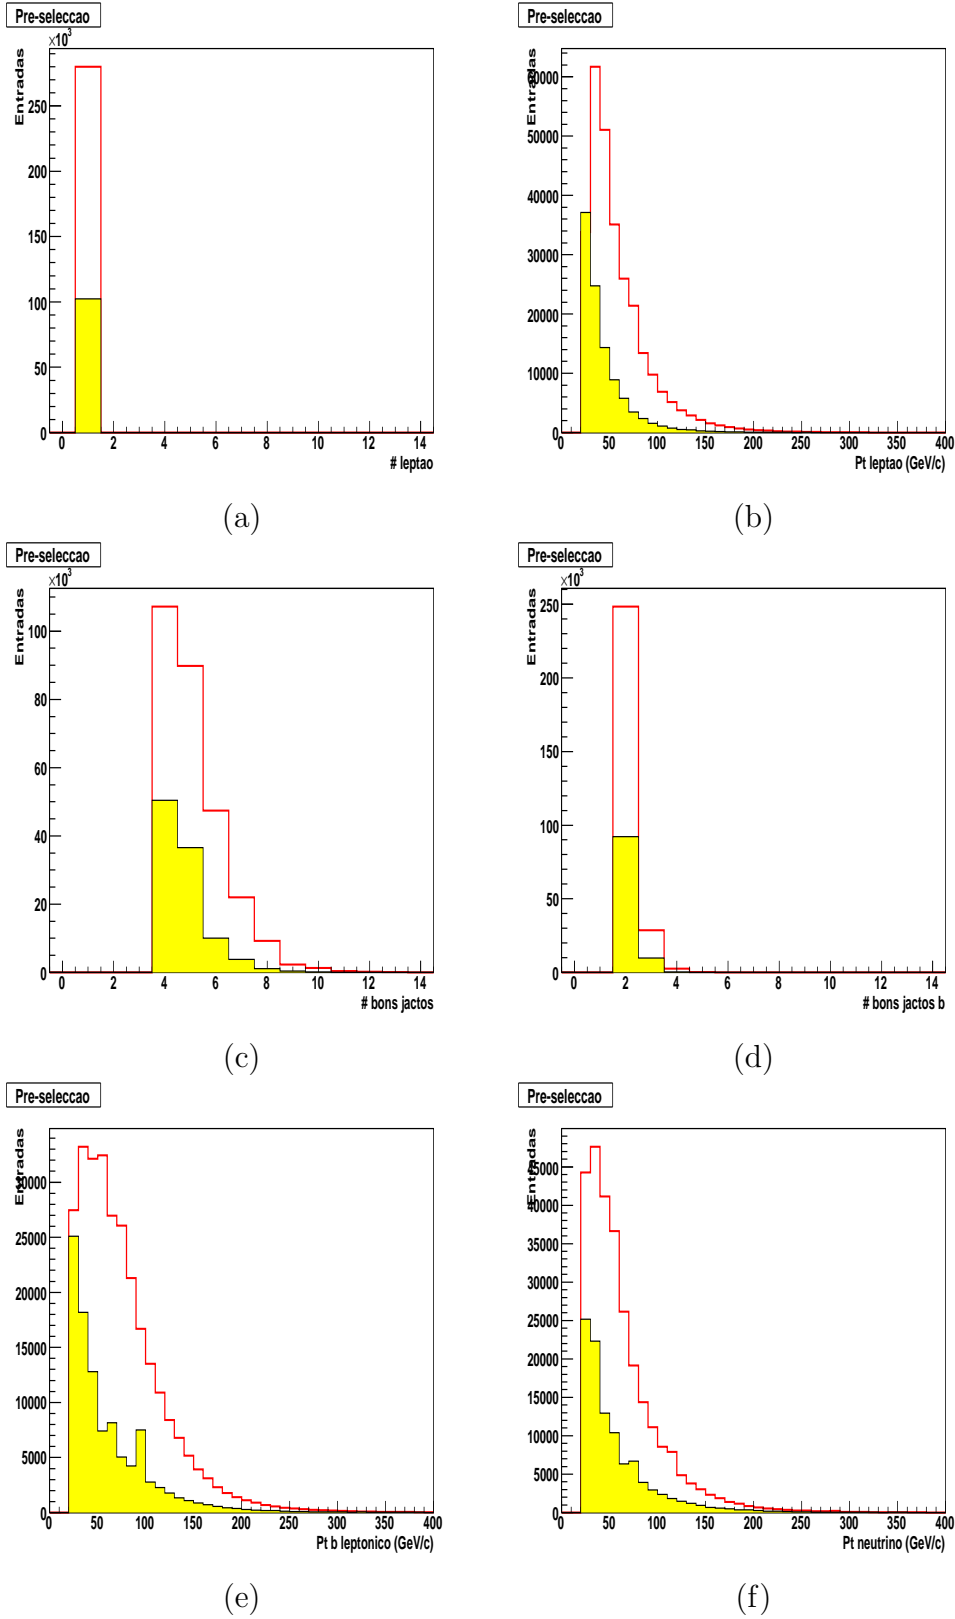 Pre-seleccao
×10³
Entradas
250
200
150
100
50
0
0 2 4 6 8 10 12 14
# leptao
(a)
Pre-seleccao
Entradas
60000
50000
40000
30000
20000
10000
0
0 50 100 150 200 250 300 350 400
Pt leptao (GeV/c)
(b)
Pre-seleccao
×10³
Entradas
100
80
60
40
20
0
0 2 4 6 8 10 12 14
# bons jactos
(c)
Pre-seleccao
×10³
Entradas
250
200
150
100
50
0
0 2 4 6 8 10 12 14
# bons jactos b
(d)
Pre-seleccao
Entradas
30000
25000
20000
15000
10000
5000
0
0 50 100 150 200 250 300 350 400
Pt b leptonico (GeV/c)
(e)
Pre-seleccao
Entradas
45000
40000
35000
30000
25000
20000
15000
10000
5000
0
0 50 100 150 200 250 300 350 400
Pt neutrino (GeV/c)
(f)